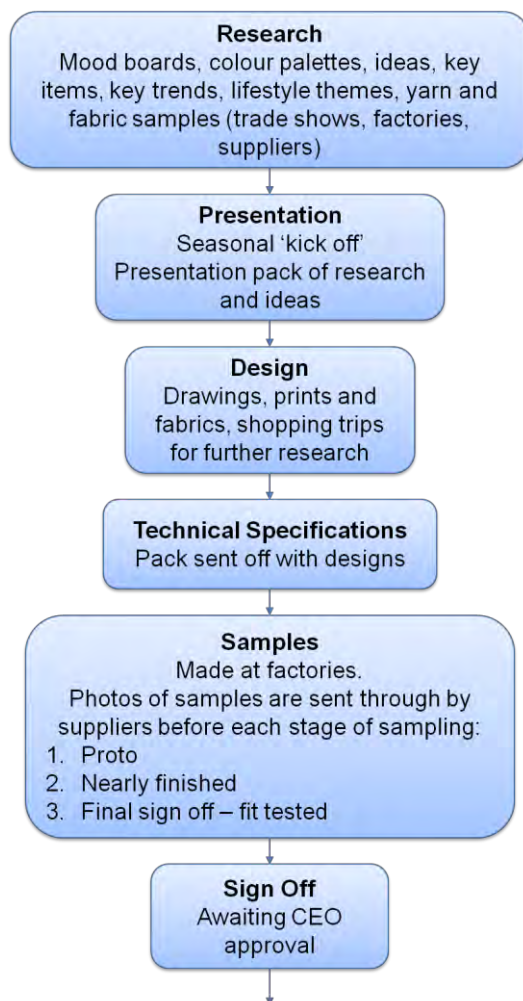 Research
Mood boards, colour palettes, ideas, key
items, key trends, lifestyle themes, yarn and
fabric samples (trade shows, factories,
suppliers)
Presentation
Seasonal ‘kick off’
Presentation pack of research
and ideas
Design
Drawings, prints and
fabrics, shopping trips
for further research
Technical Specifications
Pack sent off with designs
Samples
Made at factories.
Photos of samples are sent through by
suppliers before each stage of sampling:
1. Proto
2. Nearly finished
3. Final sign off – fit tested
Sign Off
Awaiting CEO
approval